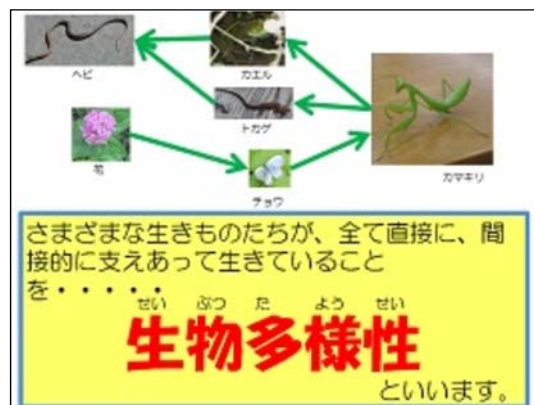 ヘビ
カエル
トカゲ
カマキリ
花
チョウ
さまざまな生きものたちが、全て直接に、間
接的に支えあって生きていること
を・・・・・
せい ぶつ た よう せい
生物多様性
といいます。